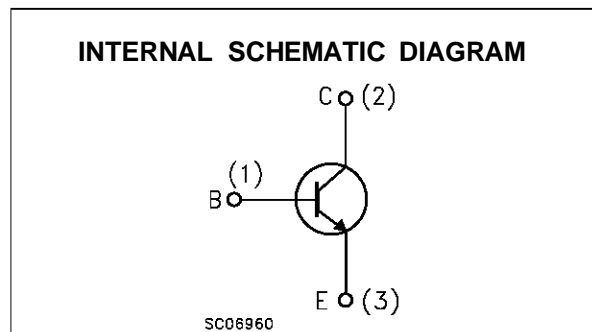 INTERNAL SCHEMATIC DIAGRAM
C (2)
(1)
B
E (3)
SC06960